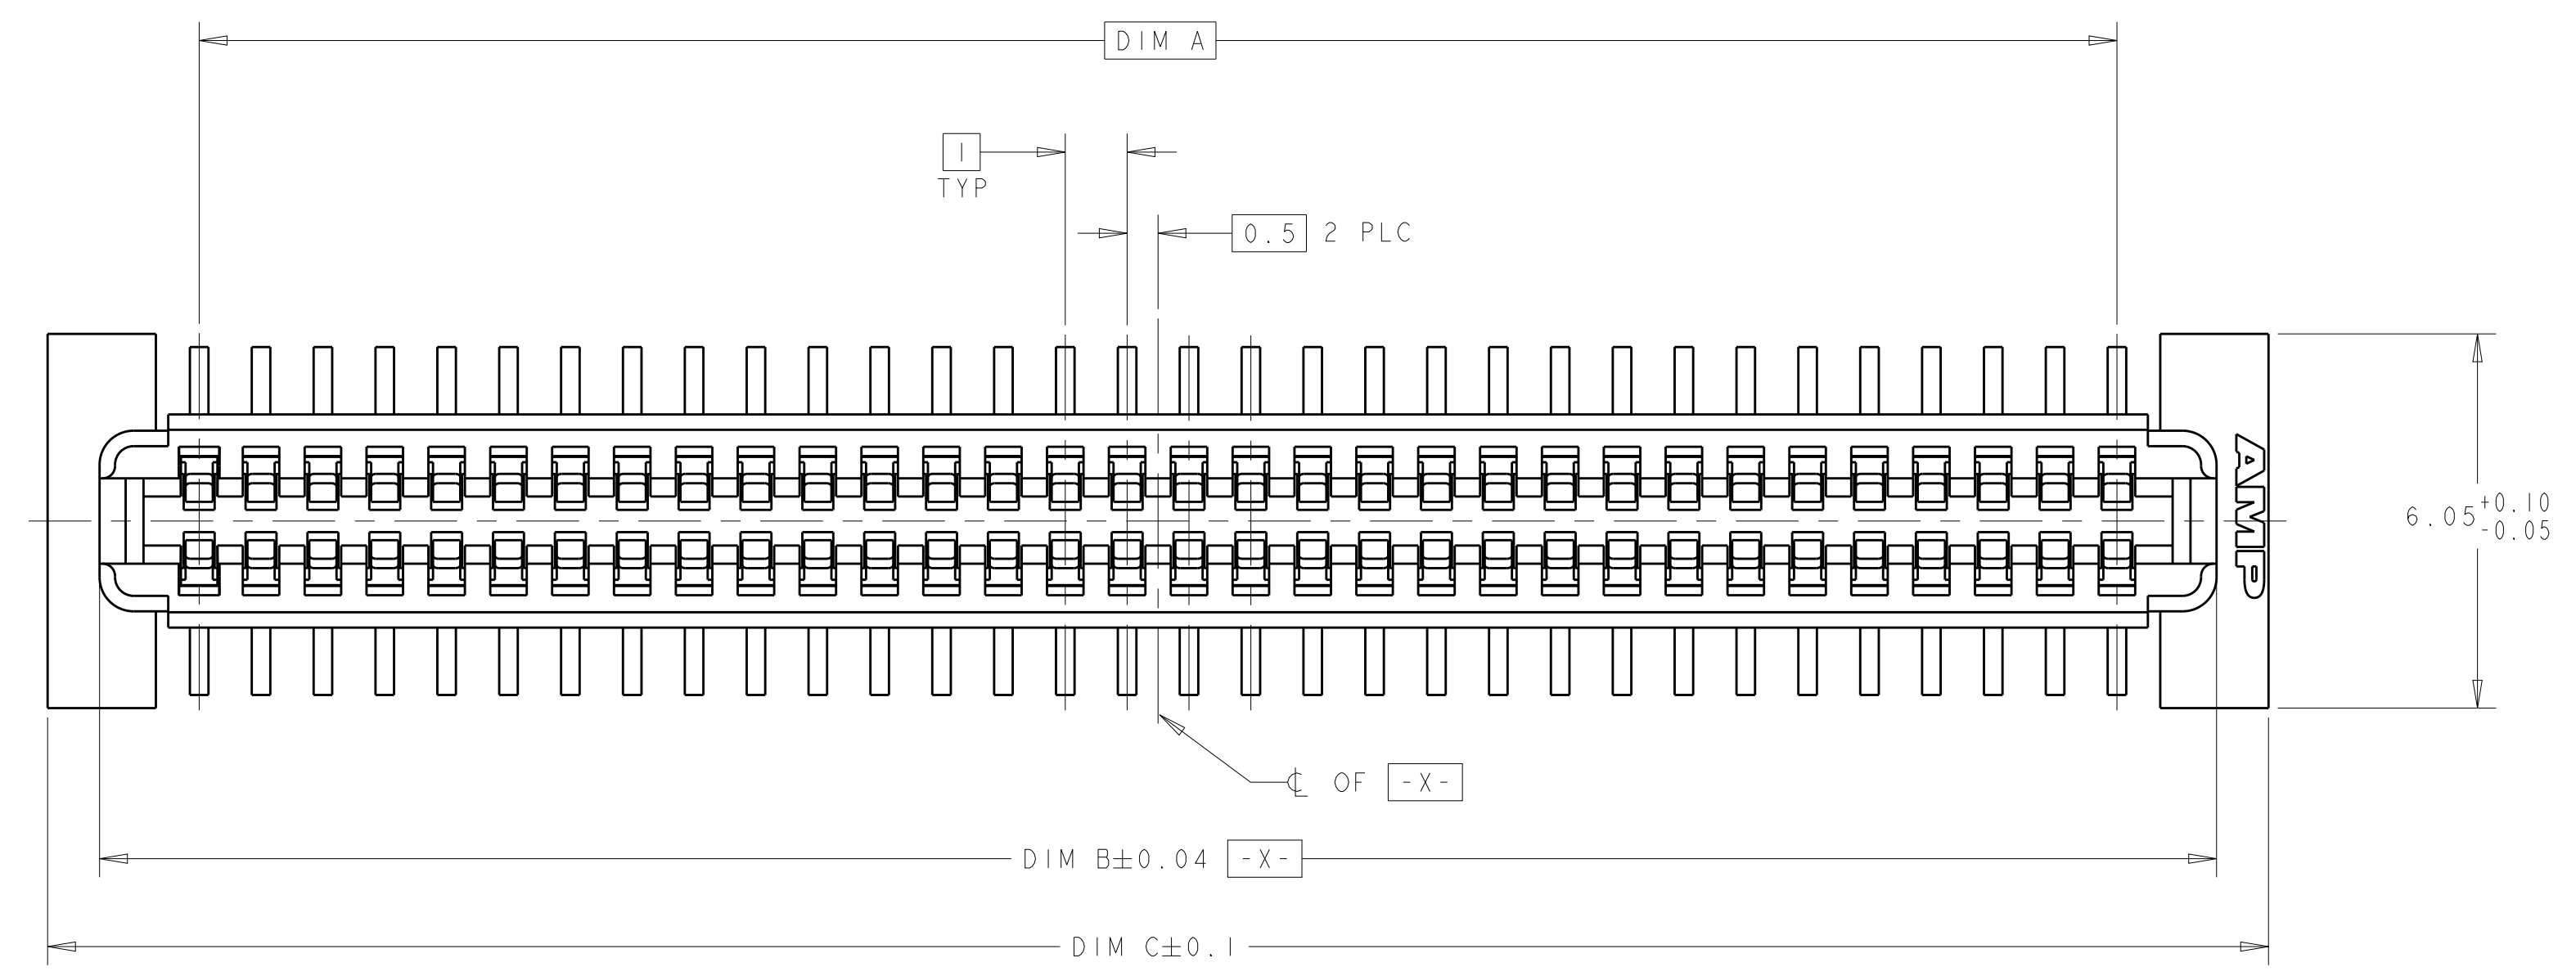 DIM A
1
TYP
0.5 2 PLC
AMP
6.05 +0.10
-0.05
℄ OF -X-
DIM B±0.04 -X-
DIM C±0.1